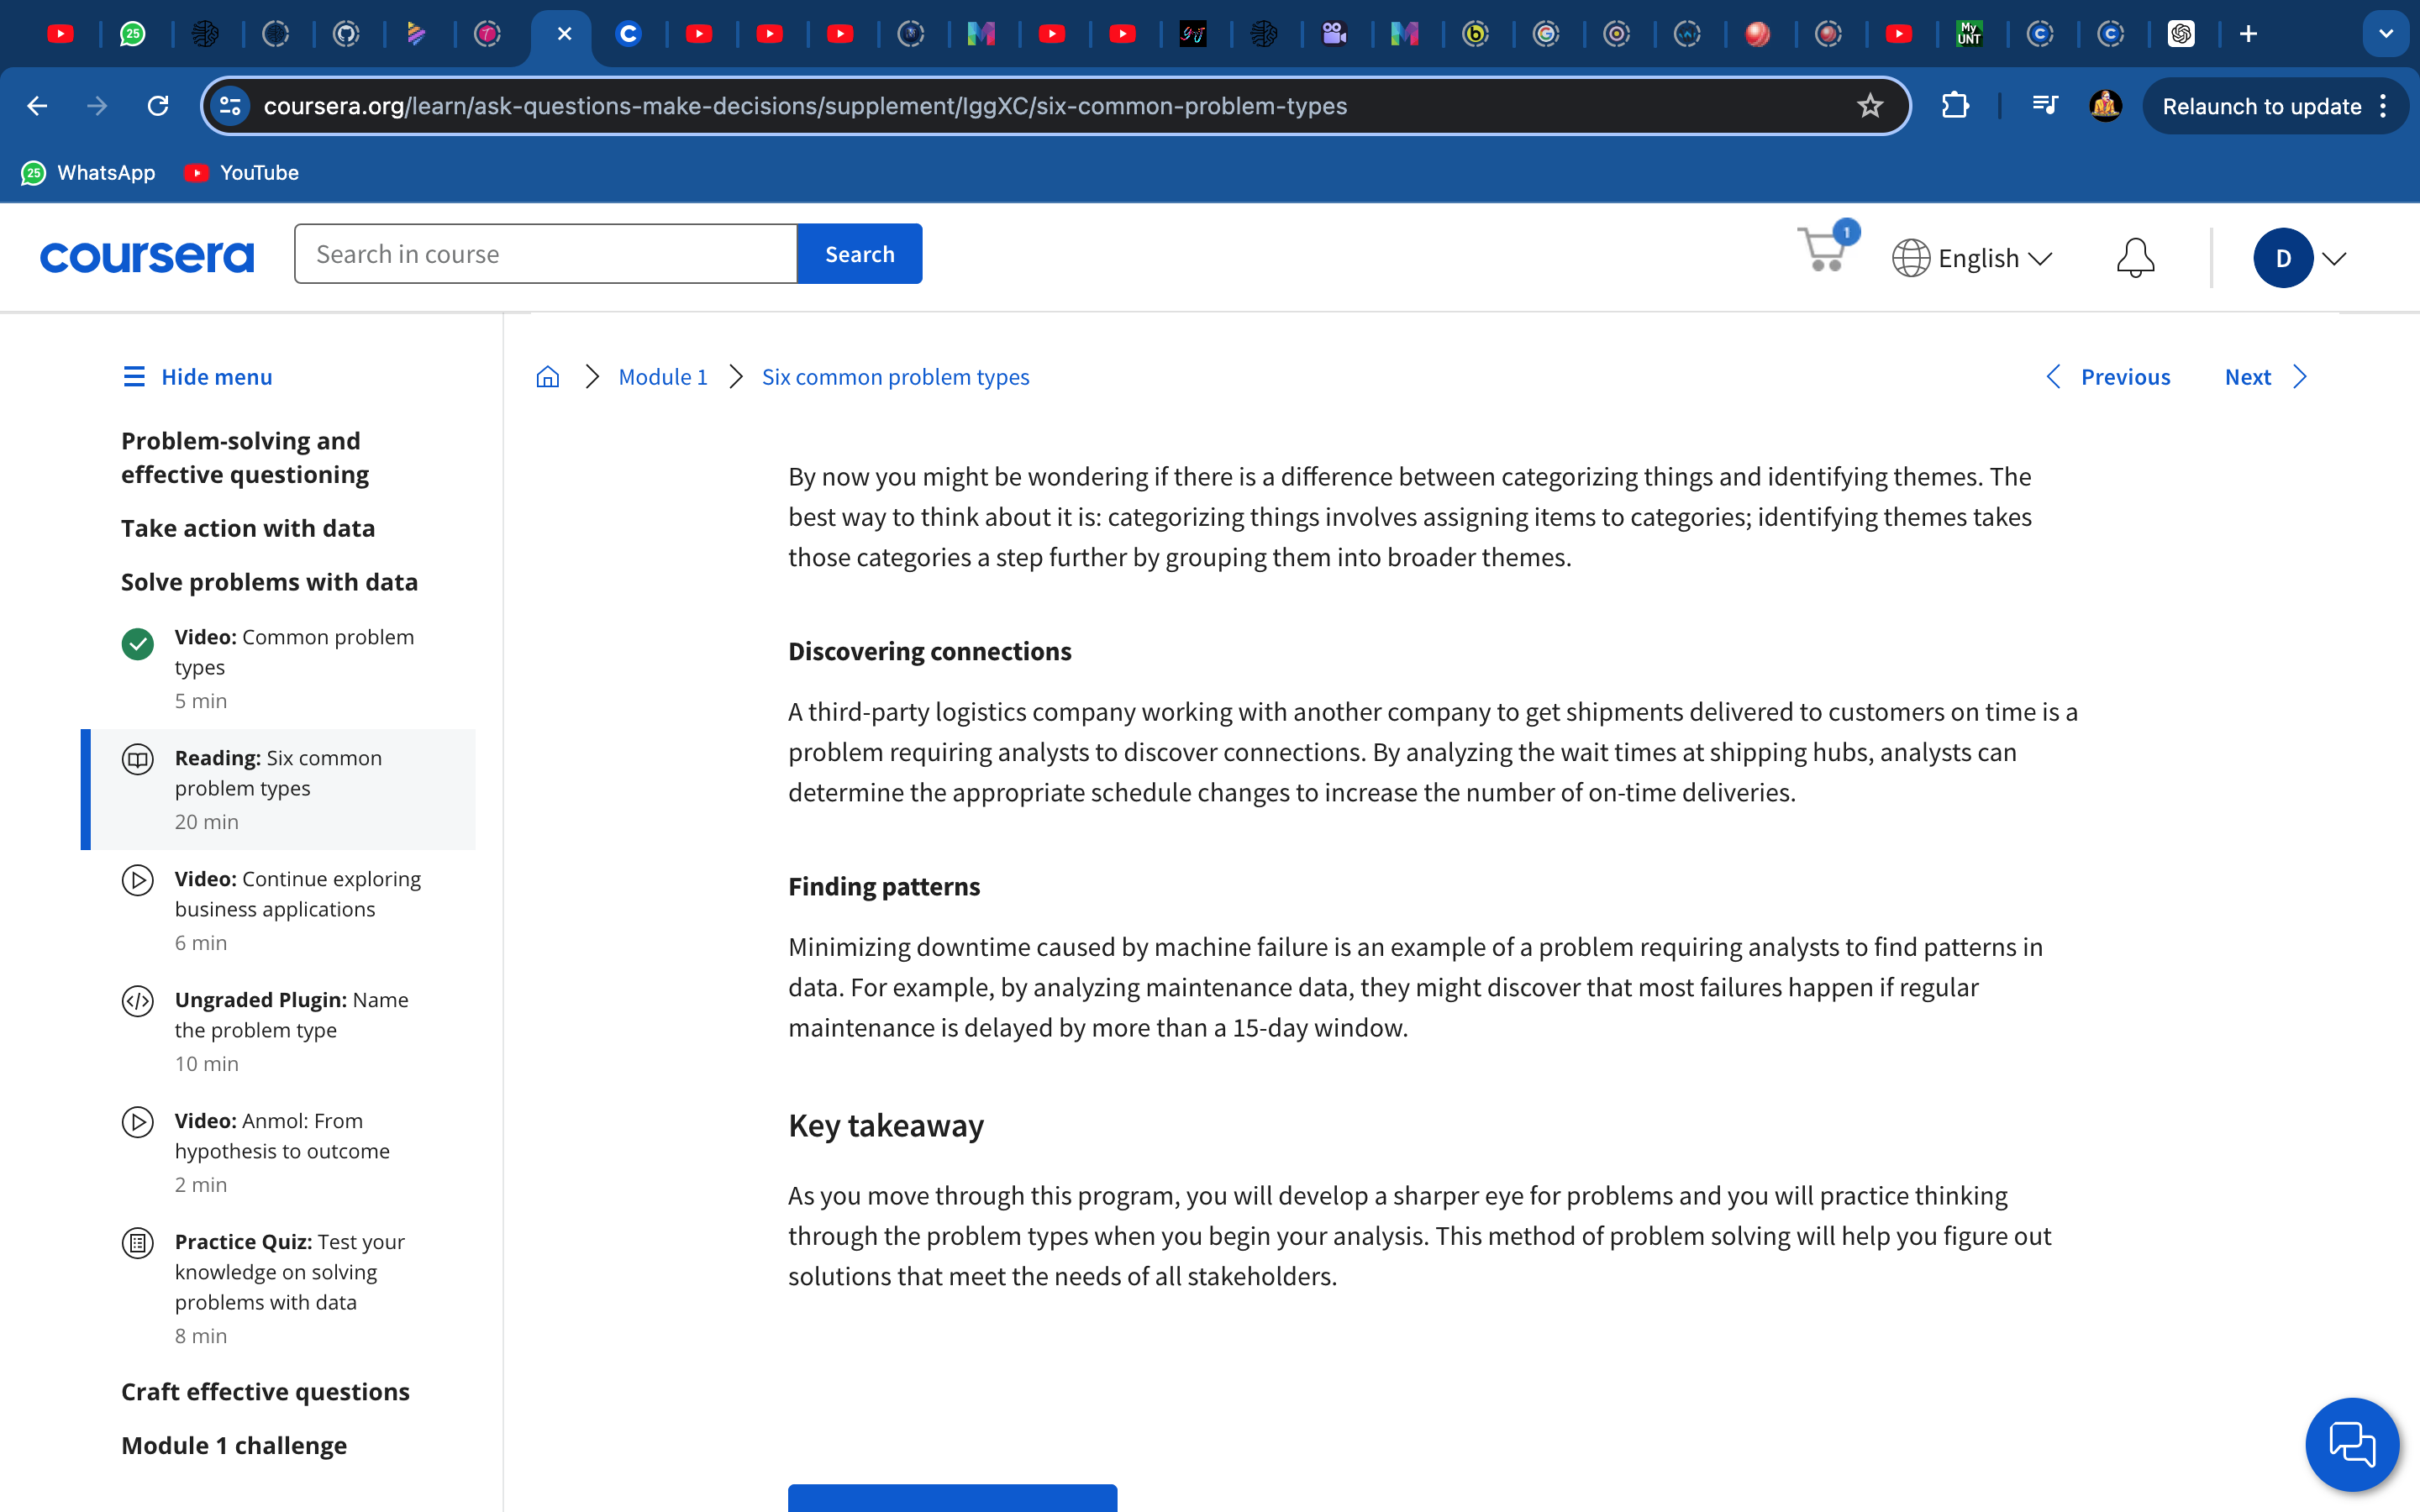 25
My
UNT
coursera.org/learn/ask-questions-make-decisions/supplement/IggXC/six-common-problem-types
Relaunch to update
25 WhatsApp
YouTube
coursera
Search in course
Search
1
English
D
Hide menu
Module 1
Six common problem types
Previous
Next
Problem-solving and
effective questioning
Take action with data
Solve problems with data
Video: Common problem
types
5 min
Reading: Six common
problem types
20 min
Video: Continue exploring
business applications
6 min
Ungraded Plugin: Name
the problem type
10 min
Video: Anmol: From
hypothesis to outcome
2 min
Practice Quiz: Test your
knowledge on solving
problems with data
8 min
Craft effective questions
Module 1 challenge
By now you might be wondering if there is a difference between categorizing things and identifying themes. The
best way to think about it is: categorizing things involves assigning items to categories; identifying themes takes
those categories a step further by grouping them into broader themes.
Discovering connections
A third-party logistics company working with another company to get shipments delivered to customers on time is a
problem requiring analysts to discover connections. By analyzing the wait times at shipping hubs, analysts can
determine the appropriate schedule changes to increase the number of on-time deliveries.
Finding patterns
Minimizing downtime caused by machine failure is an example of a problem requiring analysts to find patterns in
data. For example, by analyzing maintenance data, they might discover that most failures happen if regular
maintenance is delayed by more than a 15-day window.
Key takeaway
As you move through this program, you will develop a sharper eye for problems and you will practice thinking
through the problem types when you begin your analysis. This method of problem solving will help you figure out
solutions that meet the needs of all stakeholders.